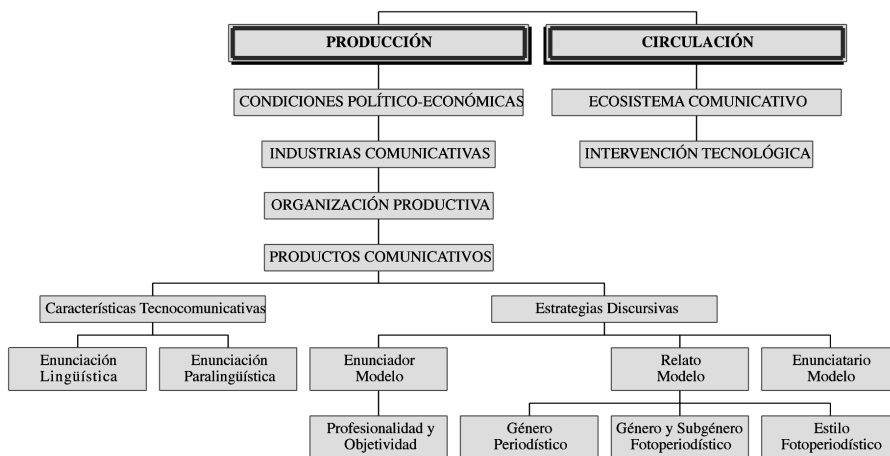 PRODUCCIÓN
CIRCULACIÓN
CONDICIONES POLÍTICO-ECONÓMICAS
ECOSISTEMA COMUNICATIVO
INDUSTRIAS COMUNICATIVAS
INTERVENCIÓN TECNOLÓGICA
ORGANIZACIÓN PRODUCTIVA
PRODUCTOS COMUNICATIVOS
Características Tecnocomunicativas
Estrategias Discursivas
Enunciación
Lingüística
Enunciación
Paralingüística
Enunciador
Modelo
Relato
Modelo
Enunciatario
Modelo
Profesionalidad y
Objetividad
Género
Periodístico
Género y Subgénero
Fotoperiodístico
Estilo
Fotoperiodístico